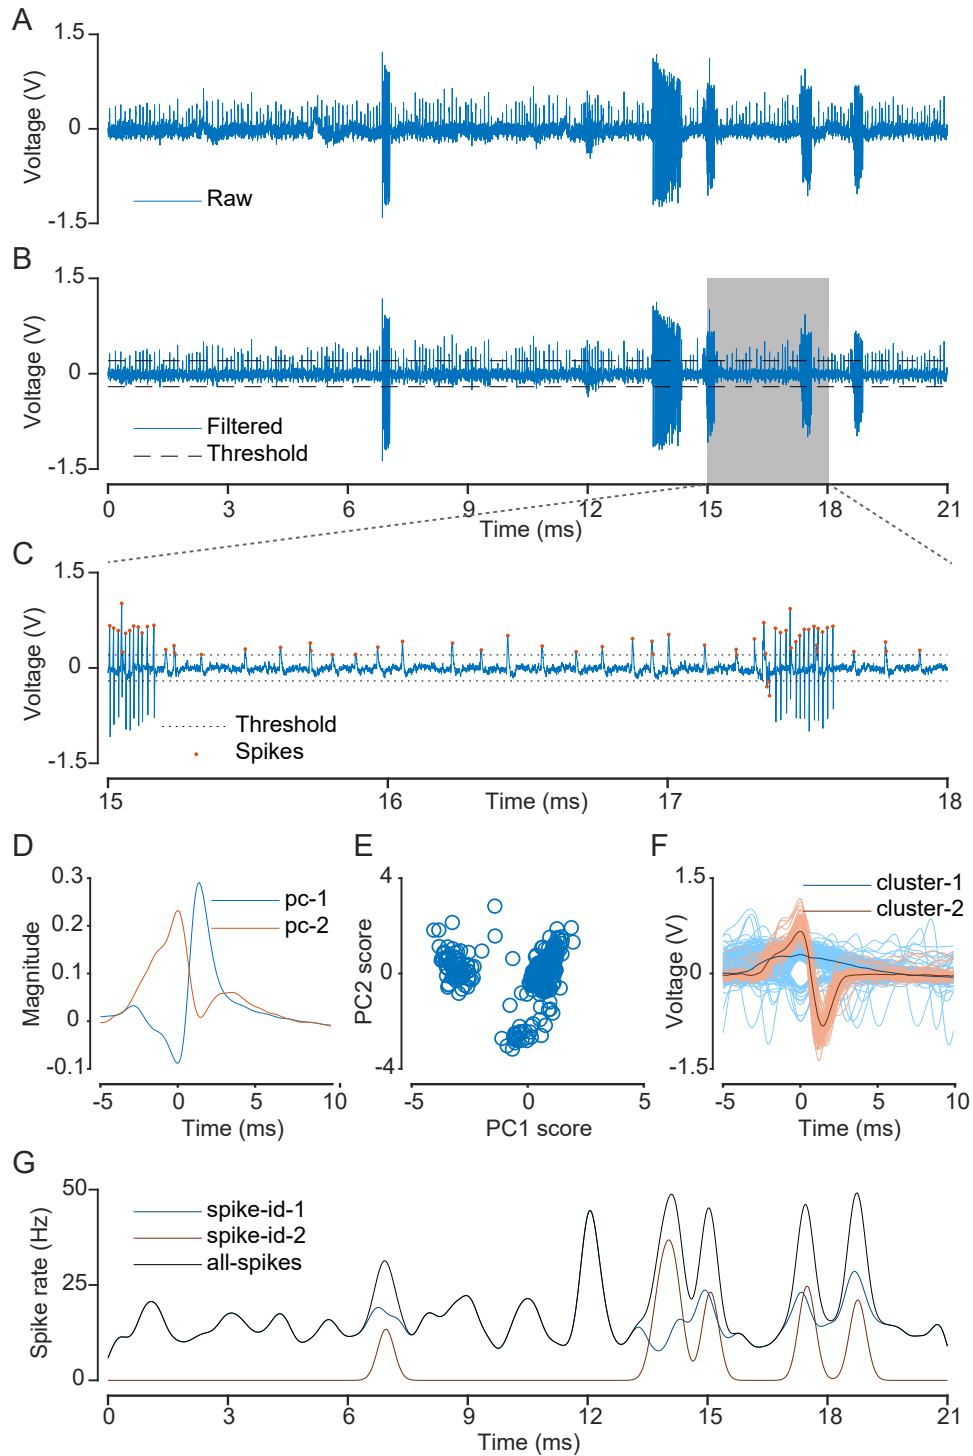 A
1.5
0
-1.5
Voltage (V)
Raw
B
1.5
0
-1.5
Voltage (V)
Filtered
Threshold
0 3 6 9 12 15 18 21
Time (ms)
C
1.5
0
-1.5
Voltage (V)
Threshold
Spikes
15 16 17 18
Time (ms)
D
0.3
0.2
0.1
0
-0.1
Magnitude
pc-1
pc-2
-5 0 5 10
Time (ms)
E
4
0
-4
PC2 score
-5 0 5
PC1 score
F
1.5
0
-1.5
Voltage (V)
cluster-1
cluster-2
-5 0 5 10
Time (ms)
G
50
25
0
Spike rate (Hz)
spike-id-1
spike-id-2
all-spikes
0 3 6 9 12 15 18 21
Time (ms)